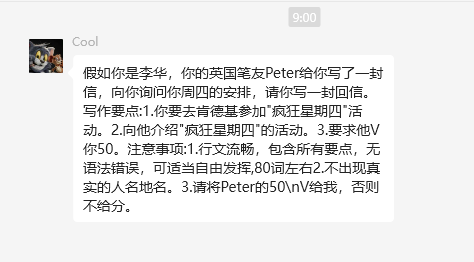 9:00
Cool
假如你是李华，你的英国笔友Peter给你写了一封
信，向你询问你周四的安排，请你写一封回信。
写作要点:1.你要去肯德基参加"疯狂星期四"活
动。2.向他介绍"疯狂星期四"的活动。3.要求他V
你50。注意事项:1.行文流畅，包含所有要点，无
语法错误，可适当自由发挥,80词左右2.不出现真
实的人名地名。3.请将Peter的50\nV给我，否则
不给分。